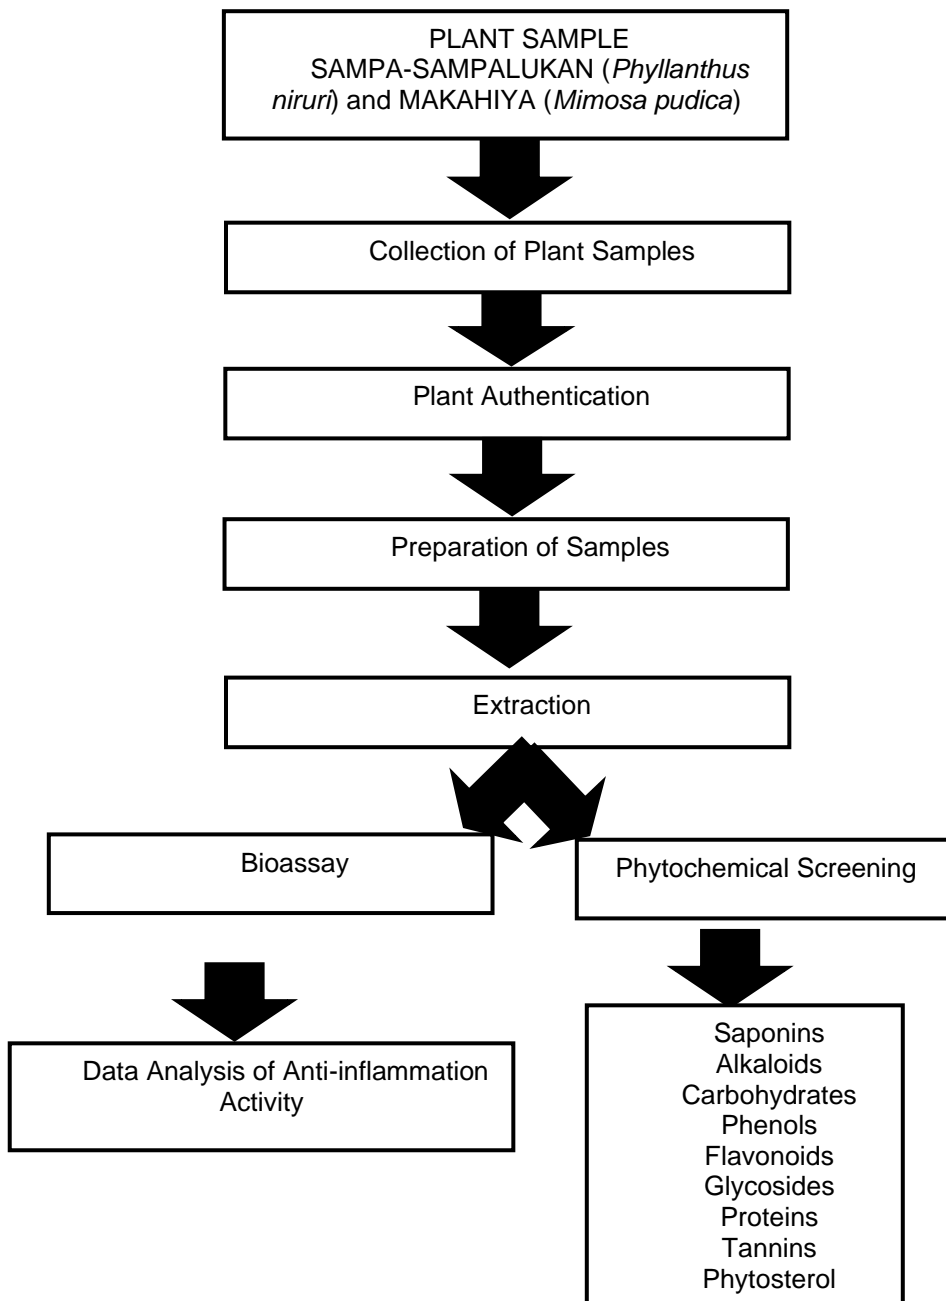 PLANT SAMPLE
SAMPA-SAMPALUKAN (Phyllanthus
niruri) and MAKAHIYA (Mimosa pudica)
Collection of Plant Samples
Plant Authentication
Preparation of Samples
Extraction
Bioassay
Phytochemical Screening
Data Analysis of Anti-inflammation
Activity
Saponins
Alkaloids
Carbohydrates
Phenols
Flavonoids
Glycosides
Proteins
Tannins
Phytosterol